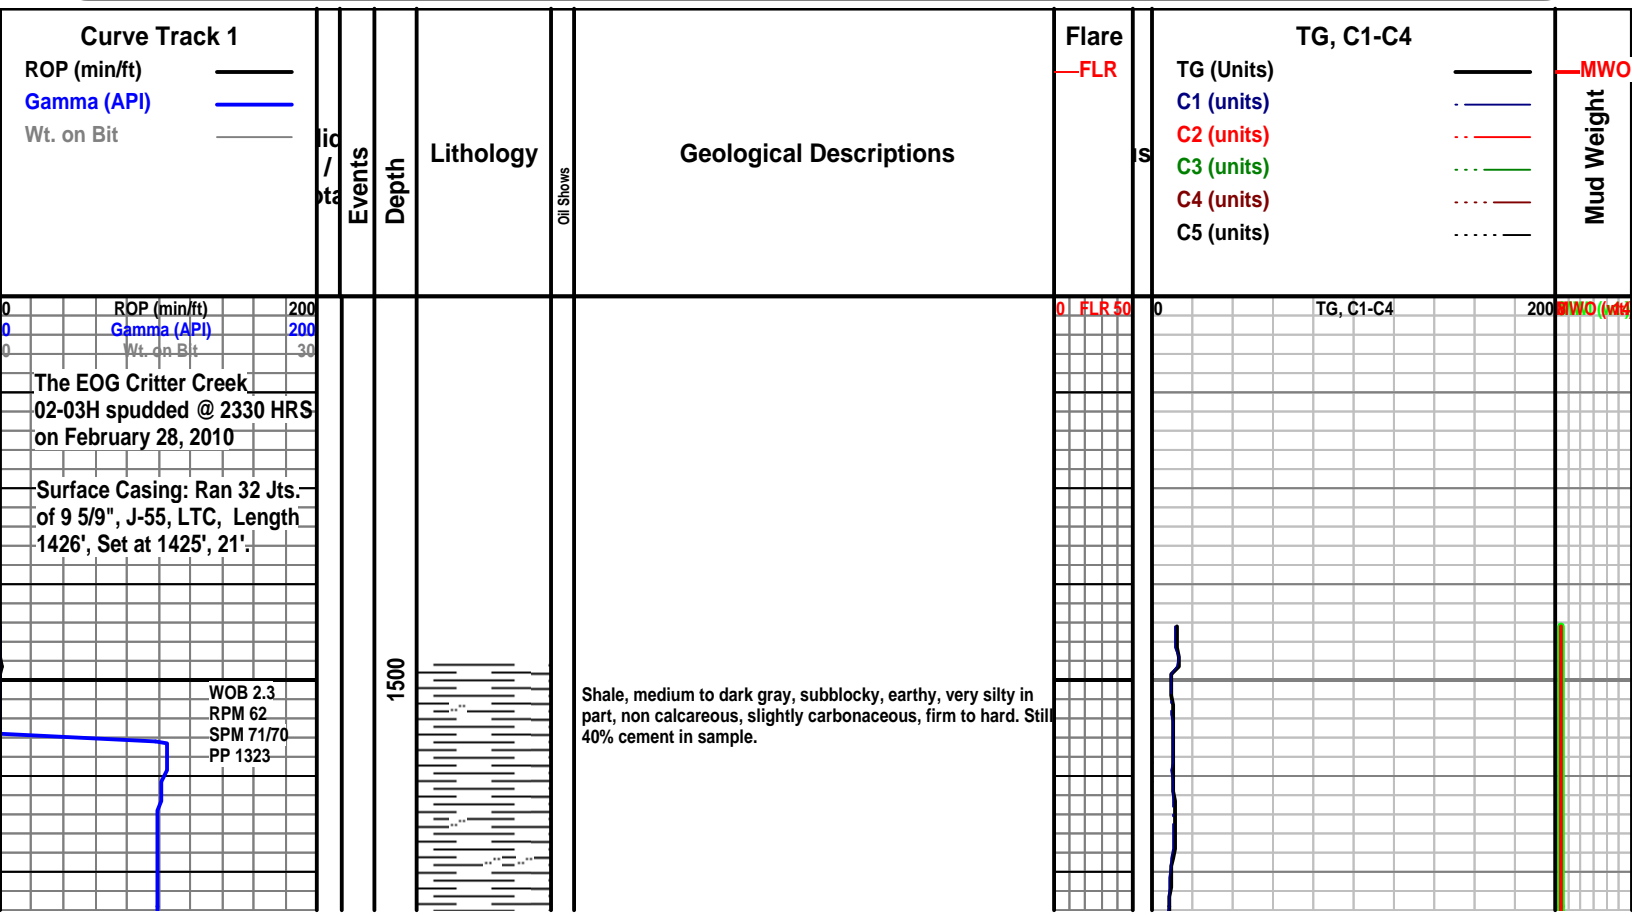 Curve Track 1
ROP (min/ft)
Gamma (API)
Wt. on Bit
Events
Depth
Lithology
Oil Shows
Geological Descriptions
Flare
FLR
TG, C1-C4
TG (Units)
C1 (units)
C2 (units)
C3 (units)
C4 (units)
C5 (units)
MWO
Mud Weight
0 ROP (min/ft) 200
0 Gamma (API) 200
0 Wt. on Bit 30
0 FLR 50
0 TG, C1-C4 200
MWO (wt)
The EOG Critter Creek
02-03H spudded @ 2330 HRS
on February 28, 2010
Surface Casing: Ran 32 Jts.
of 9 5/9", J-55, LTC, Length
1426', Set at 1425', 21'.
1500
WOB 2.3
RPM 62
SPM 71/70
PP 1323
Shale, medium to dark gray, subblocky, earthy, very silty in
part, non calcareous, slightly carbonaceous, firm to hard. Still
40% cement in sample.